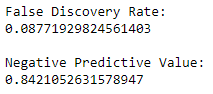 False Discovery Rate:
0.08771929824561403
Negative Predictive Value:
0.8421052631578947